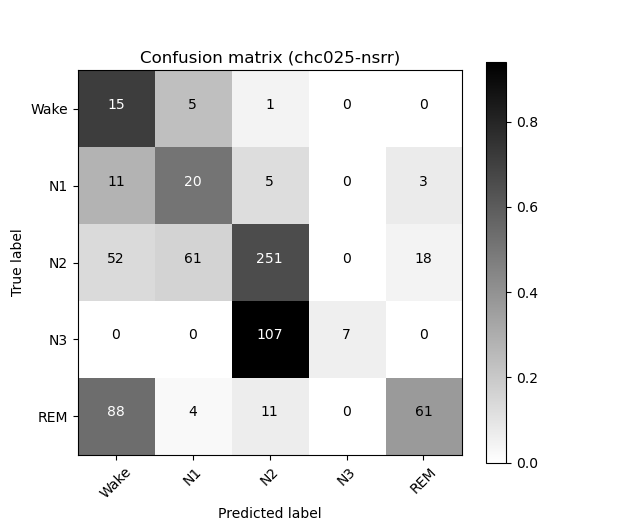 Confusion matrix (chc025-nsrr)
Wake 15 5 1 0 0
N1 11 20 5 0 3
N2 52 61 251 0 18
N3 0 0 107 7 0
REM 88 4 11 0 61
Wake N1 N2 N3 REM
Predicted label
True label
0.8
0.6
0.4
0.2
0.0